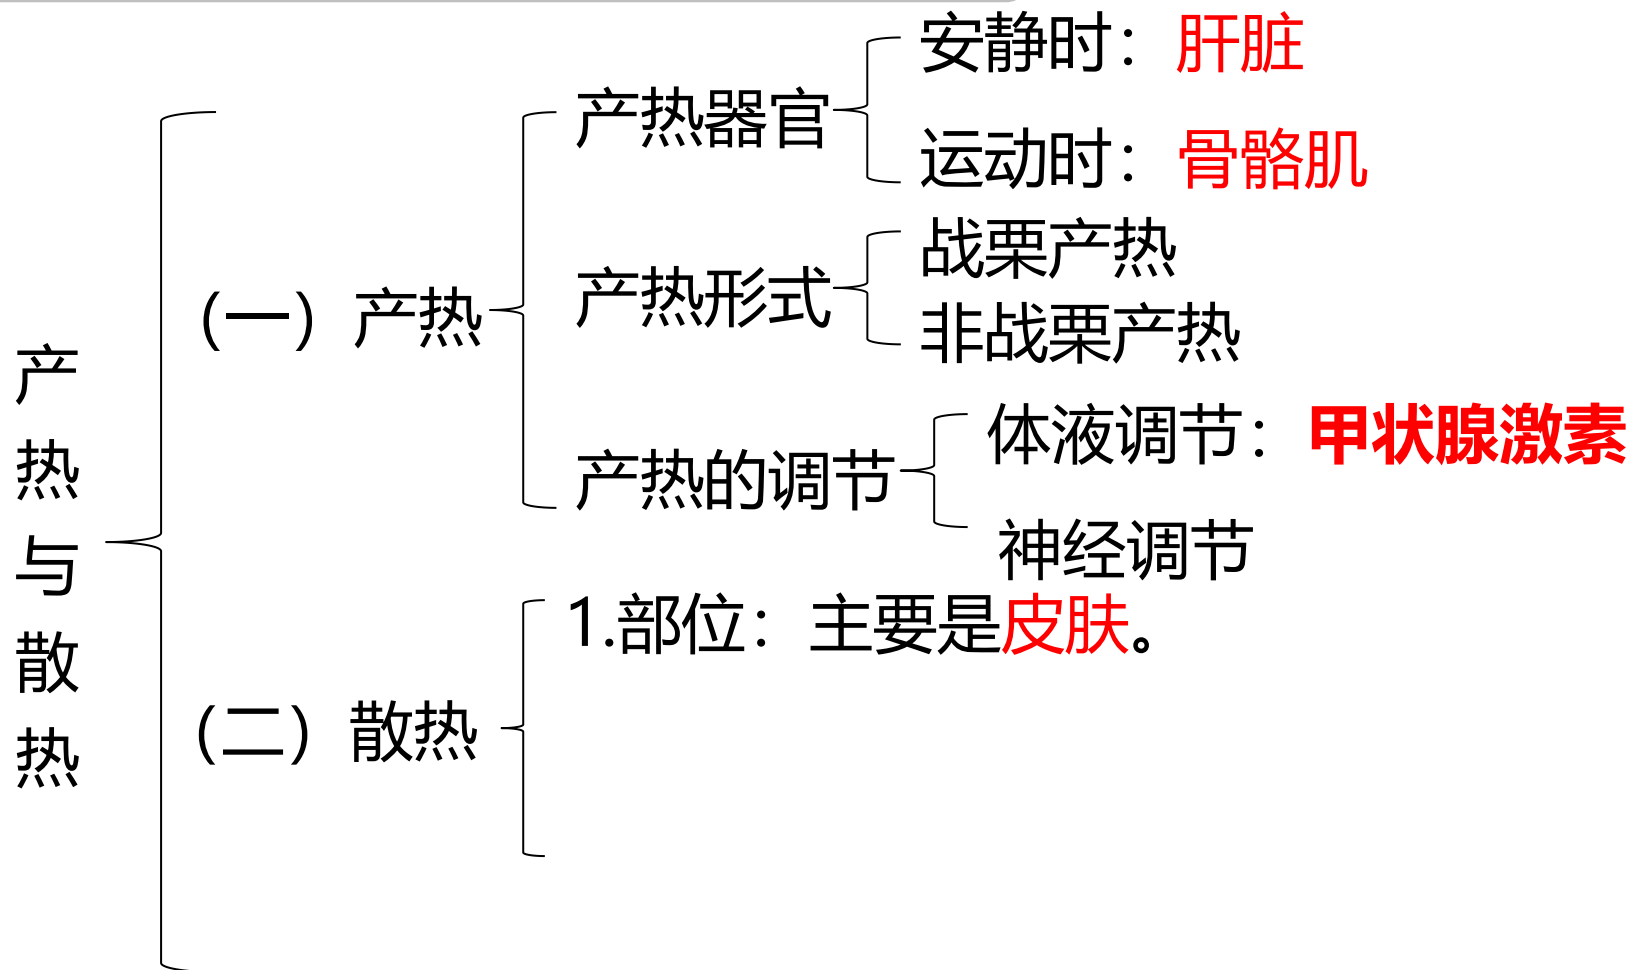 产热与散热
(一)产热
产热器官
安静时：肝脏
运动时：骨骼肌
产热形式
战栗产热
非战栗产热
产热的调节
体液调节：甲状腺激素
神经调节
(二)散热
1.部位：主要是皮肤。